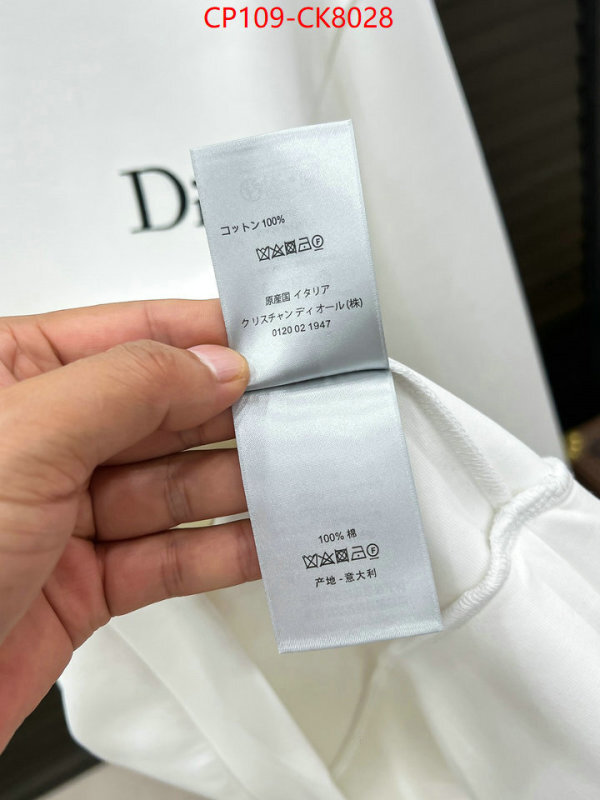 CP109-CK8028
Di
コットン 100%
原産国 イタリア
クリスチャン ディオール(株)
0120 02 1947
100% 棉
产地 - 意大利